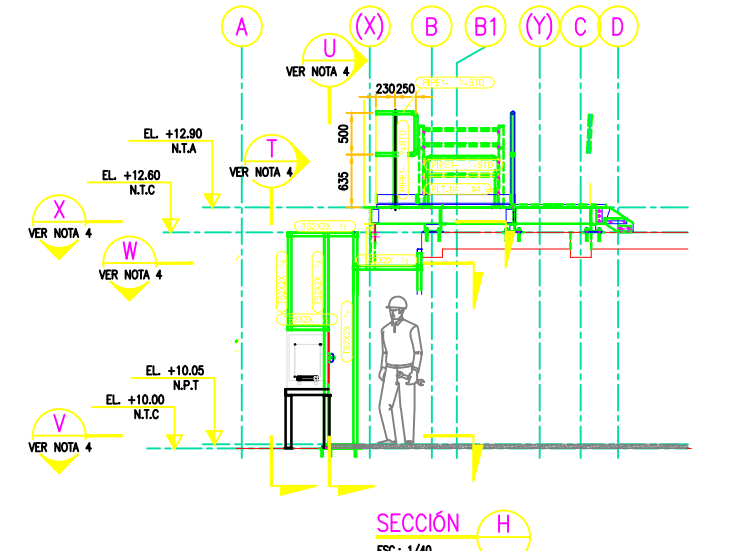 A (X) B B1 (Y) C D
U
VER NOTA 4
230 250
500
635
EL. +12.90
N.T.A
T
VER NOTA 4
EL. +12.60
N.T.C
X
VER NOTA 4
W
VER NOTA 4
EL. +10.05
N.P.T
EL. +10.00
N.T.C
V
VER NOTA 4
SECCIÓN H
ESC: 1/40